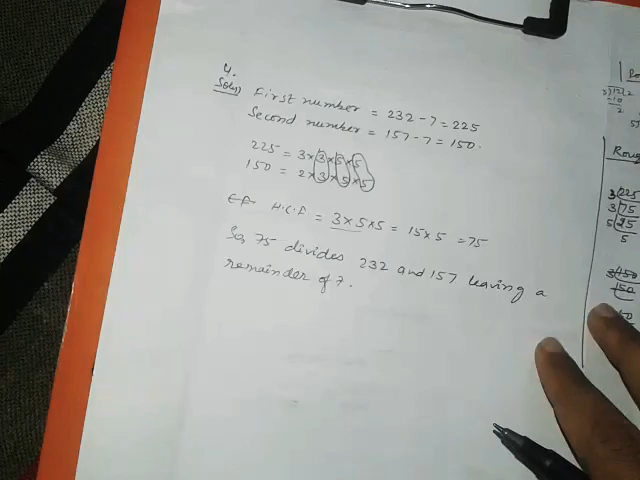 4.
Soln)
First number = 232 - 7 = 225
Second number = 157 - 7 = 150.
225 = 3 × 3 × 5 × 5
150 = 2 × 3 × 5 × 5
H.C.F = 3 × 5 × 5 = 15 × 5 = 75
So, 75 divides 232 and 157 leaving a
remainder of 7.
Roug
3 225
3 75
5 25
5